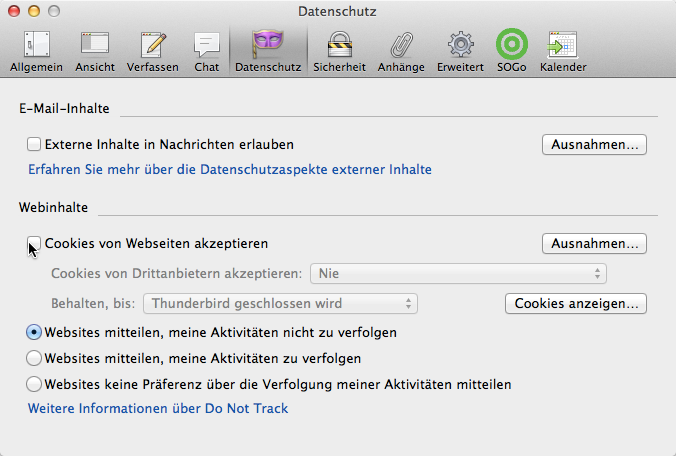 Datenschutz
Allgemein Ansicht Verfassen Chat Datenschutz Sicherheit Anhänge Erweitert SOGo Kalender
E-Mail-Inhalte
Externe Inhalte in Nachrichten erlauben Ausnahmen...
Erfahren Sie mehr über die Datenschutzaspekte externer Inhalte
Webinhalte
Cookies von Webseiten akzeptieren Ausnahmen...
Cookies von Drittanbietern akzeptieren: Nie
Behalten, bis: Thunderbird geschlossen wird Cookies anzeigen...
Websites mitteilen, meine Aktivitäten nicht zu verfolgen
Websites mitteilen, meine Aktivitäten zu verfolgen
Websites keine Präferenz über die Verfolgung meiner Aktivitäten mitteilen
Weitere Informationen über Do Not Track